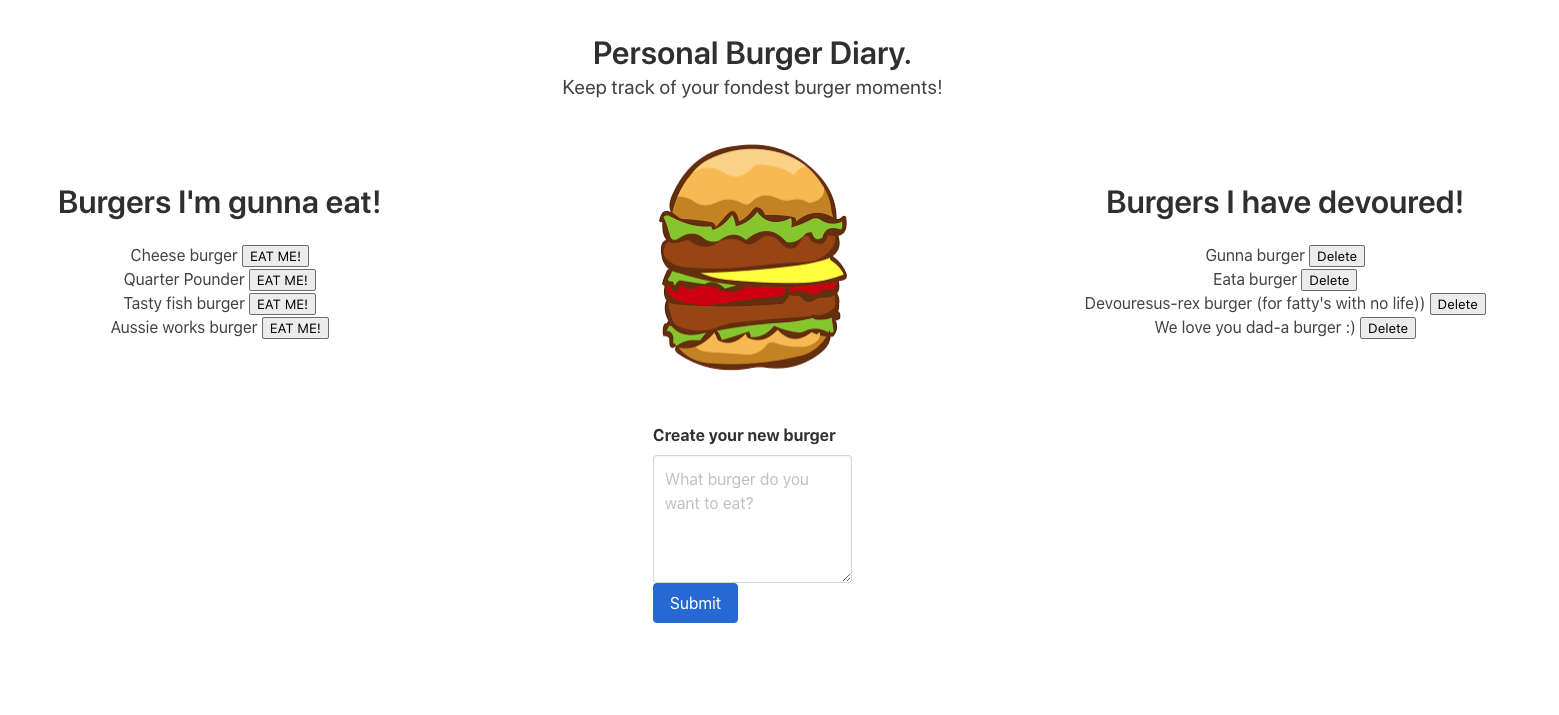 Personal Burger Diary.
Keep track of your fondest burger moments!
Burgers I'm gunna eat!
Cheese burger EAT ME!
Quarter Pounder EAT ME!
Tasty fish burger EAT ME!
Aussie works burger EAT ME!
Burgers I have devoured!
Gunna burger Delete
Eata burger Delete
Devouresus-rex burger (for fatty's with no life)) Delete
We love you dad-a burger :) Delete
Create your new burger
What burger do you
want to eat?
Submit